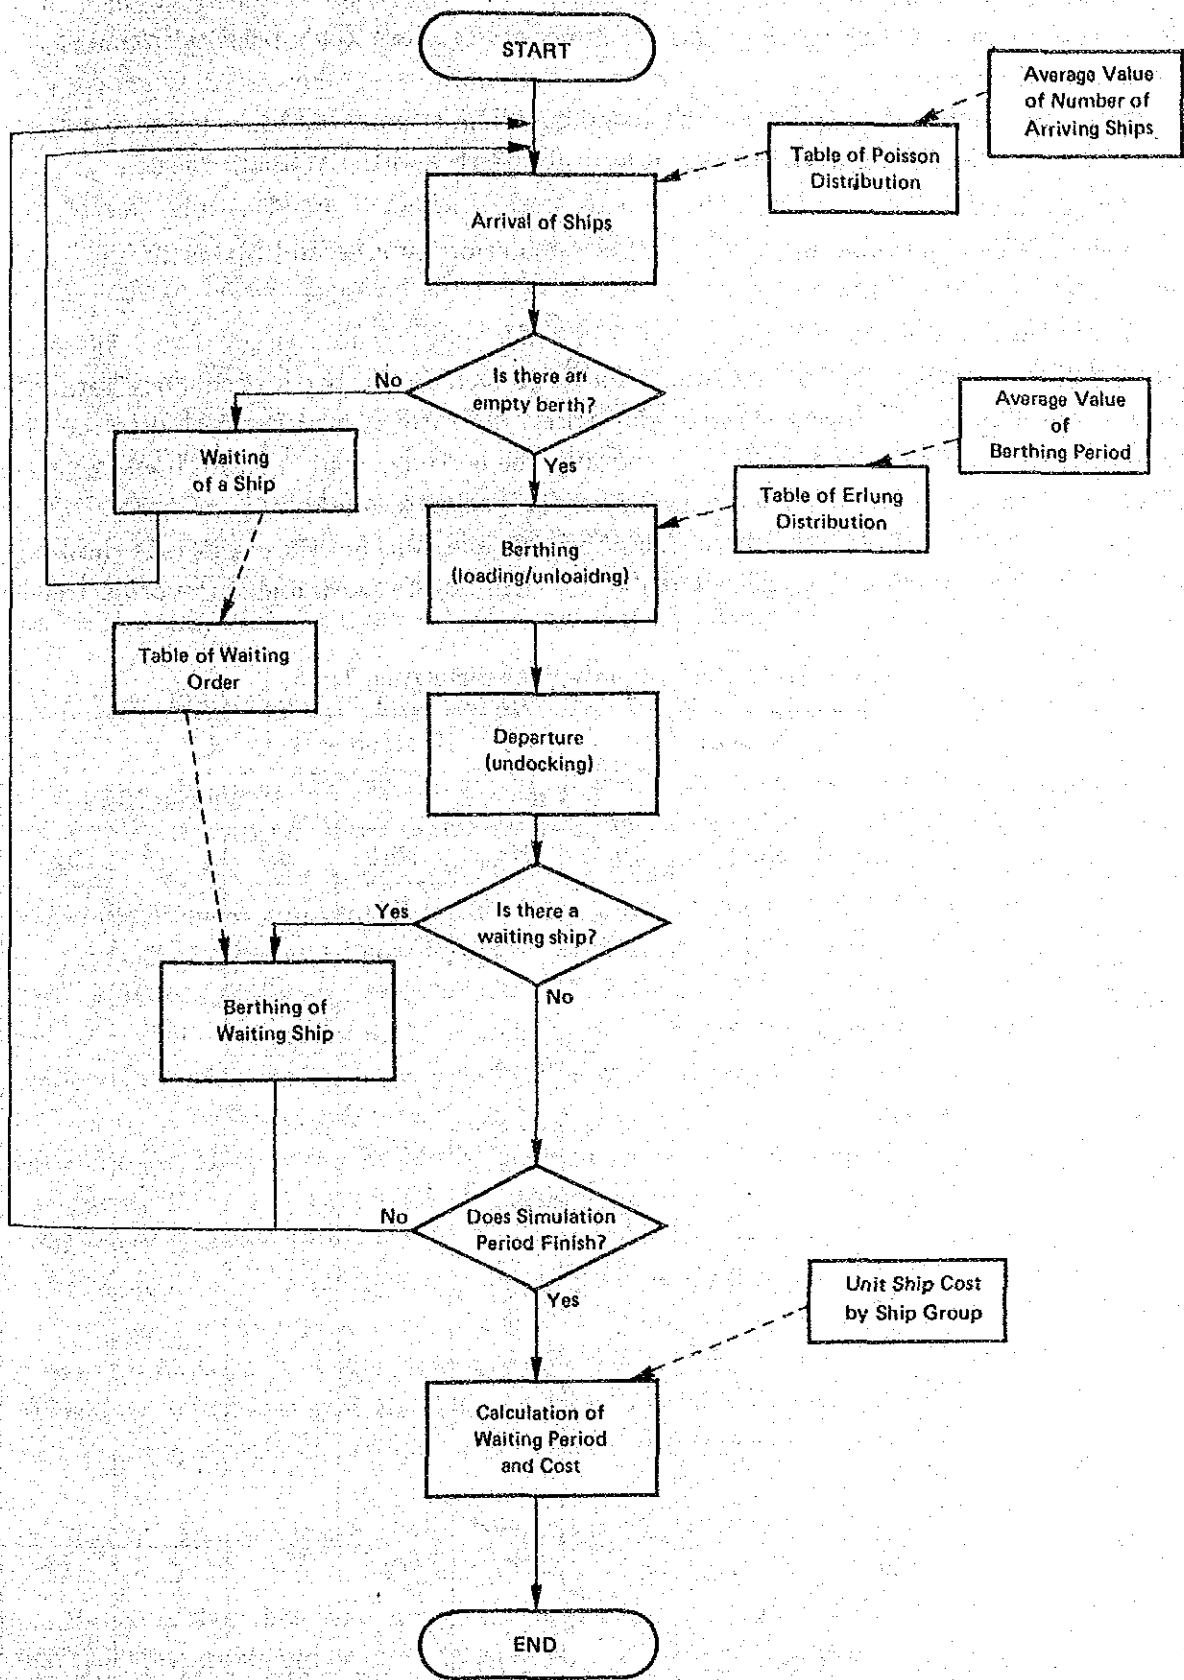 START
Average Value
of Number of
Arriving Ships
Table of Poisson
Distribution
Arrival of Ships
Is there an
empty berth?
No
Yes
Average Value
of
Berthing Period
Waiting
of a Ship
Table of Erlung
Distribution
Berthing
(loading/unloaidng)
Table of Waiting
Order
Departure
(undocking)
Is there a
waiting ship?
Yes
No
Berthing of
Waiting Ship
Does Simulation
Period Finish?
No
Yes
Unit Ship Cost
by Ship Group
Calculation of
Waiting Period
and Cost
END